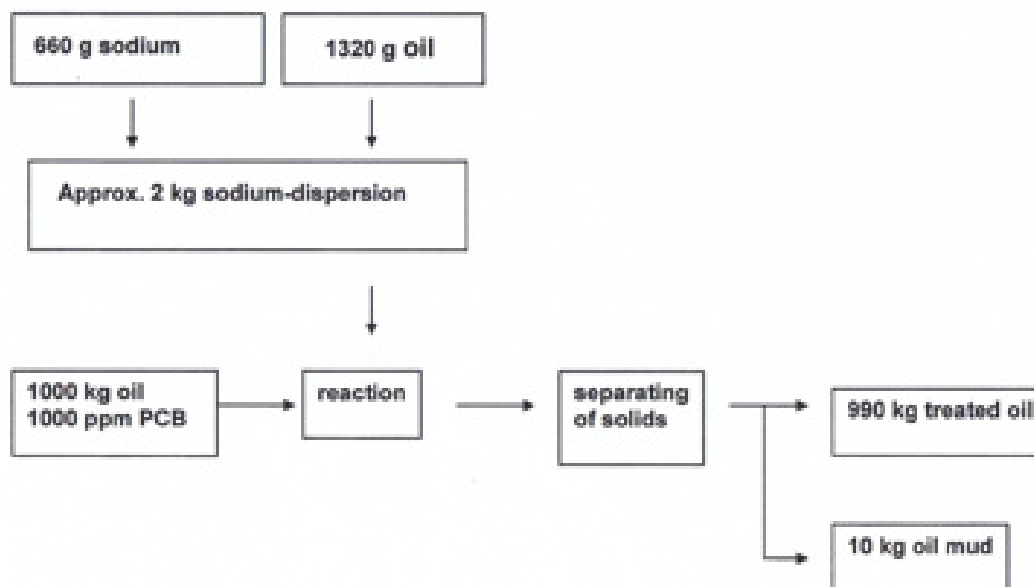 660 g sodium
1320 g oil
Approx. 2 kg sodium-dispersion
1000 kg oil
1000 ppm PCB
reaction
separating
of solids
990 kg treated oil
10 kg oil mud